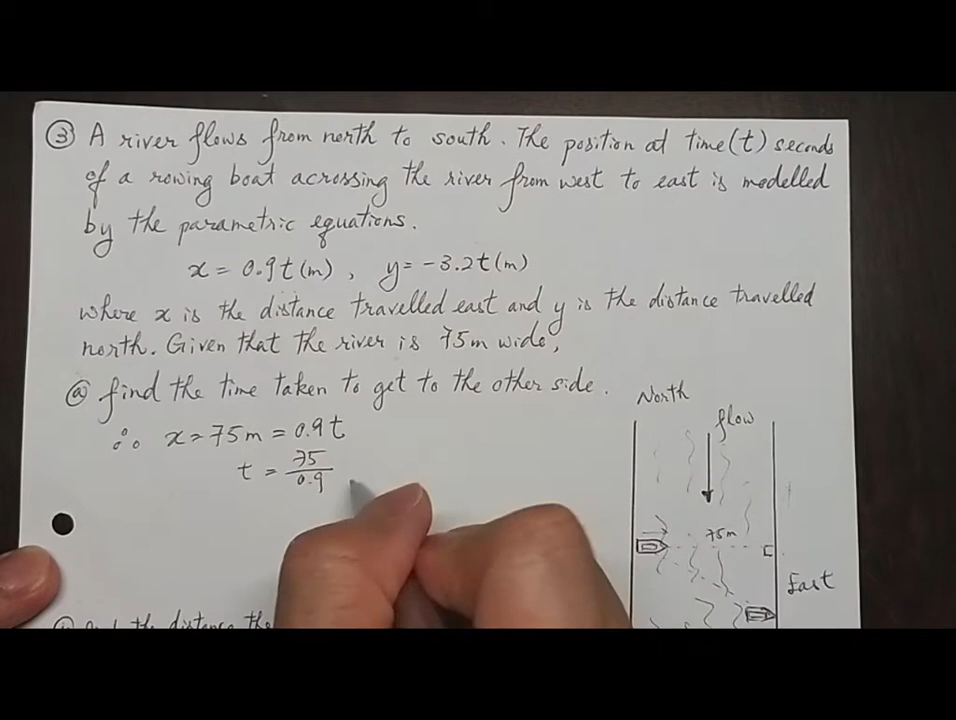 ③ A river flows from north to south. The position at time (t) seconds
of a rowing boat acrossing the river from west to east is modelled
by the parametric equations.
x = 0.9t (m), y = -3.2t (m)
where x is the distance travelled east and y is the distance travelled
north. Given that the river is 75m wide,
ⓐ find the time taken to get to the other side.
∴ x = 75m = 0.9t
t = 75/0.9
North
flow
75m
East
the distance the